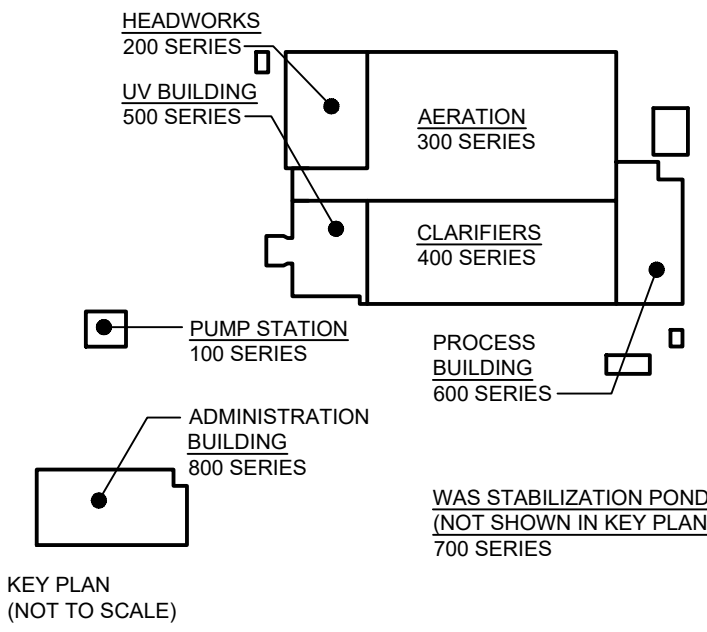 HEADWORKS
200 SERIES
UV BUILDING
500 SERIES
AERATION
300 SERIES
CLARIFIERS
400 SERIES
PUMP STATION
100 SERIES
PROCESS
BUILDING
600 SERIES
ADMINISTRATION
BUILDING
800 SERIES
WAS STABILIZATION POND
(NOT SHOWN IN KEY PLAN
700 SERIES
KEY PLAN
(NOT TO SCALE)